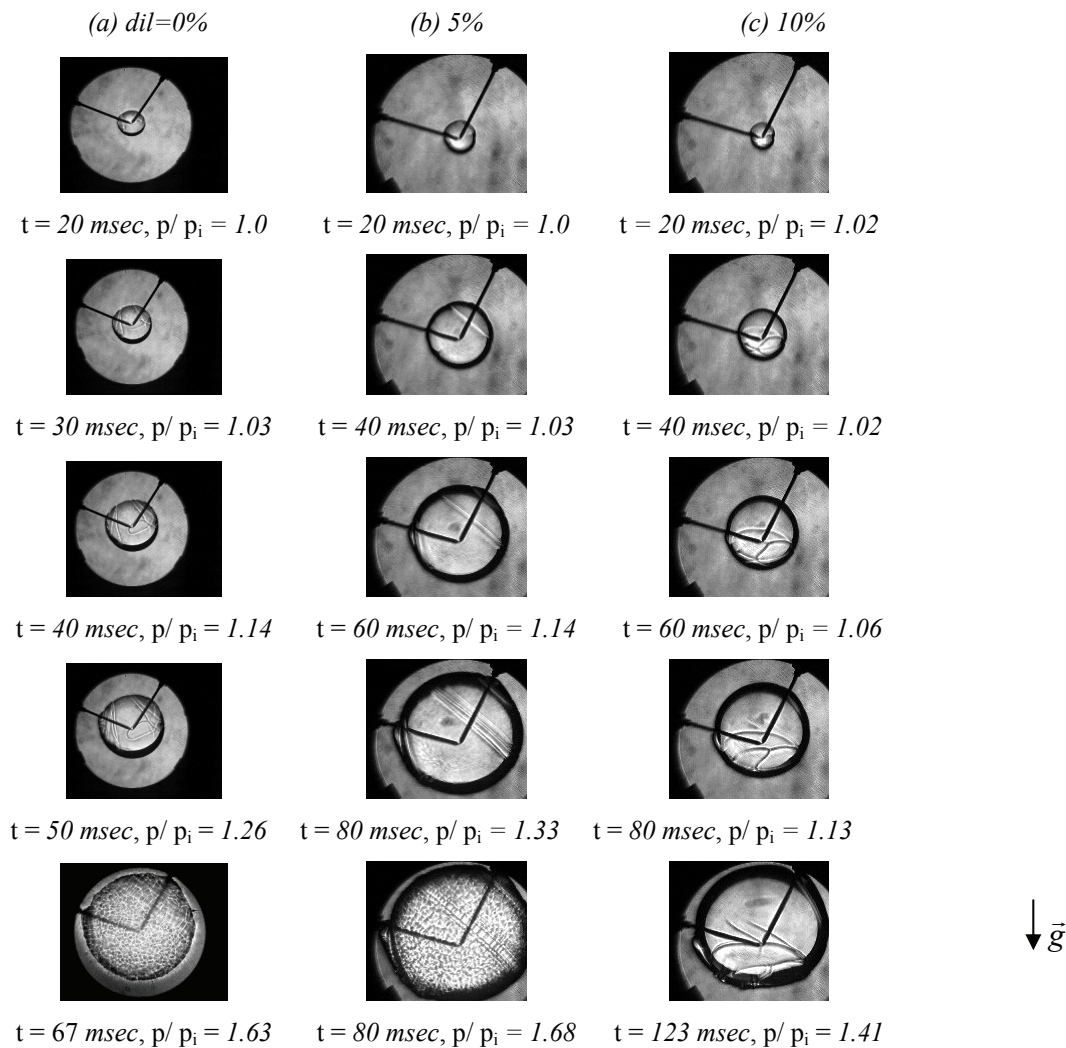 (a) dil=0% (b) 5% (c) 10%
t = 20 msec, p/ pi = 1.0 t = 20 msec, p/ pi = 1.0 t = 20 msec, p/ pi = 1.02
t = 30 msec, p/ pi = 1.03 t = 40 msec, p/ pi = 1.03 t = 40 msec, p/ pi = 1.02
t = 40 msec, p/ pi = 1.14 t = 60 msec, p/ pi = 1.14 t = 60 msec, p/ pi = 1.06
t = 50 msec, p/ pi = 1.26 t = 80 msec, p/ pi = 1.33 t = 80 msec, p/ pi = 1.13
g⃗
t = 67 msec, p/ pi = 1.63 t = 80 msec, p/ pi = 1.68 t = 123 msec, p/ pi = 1.41